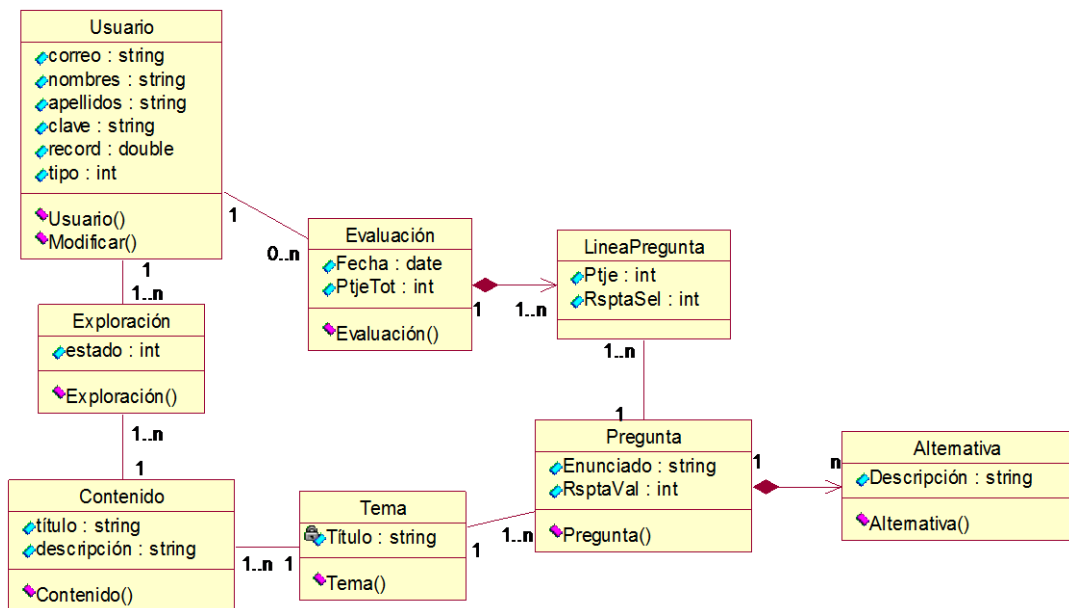 Usuario
correo : string
nombres : string
apellidos : string
clave : string
record : double
tipo : int
Usuario()
Modificar()
1
0..n
Evaluación
Fecha : date
PtjeTot : int
Evaluación()
1
1..n
LineaPregunta
Ptje : int
RsptaSel : int
1
1..n
Exploración
estado : int
Exploración()
1..n
1
1..n
1
Contenido
título : string
descripción : string
Contenido()
1..n
1
Tema
Título : string
Tema()
1
1..n
Pregunta
Enunciado : string
RsptaVal : int
Pregunta()
1
n
Alternativa
Descripción : string
Alternativa()